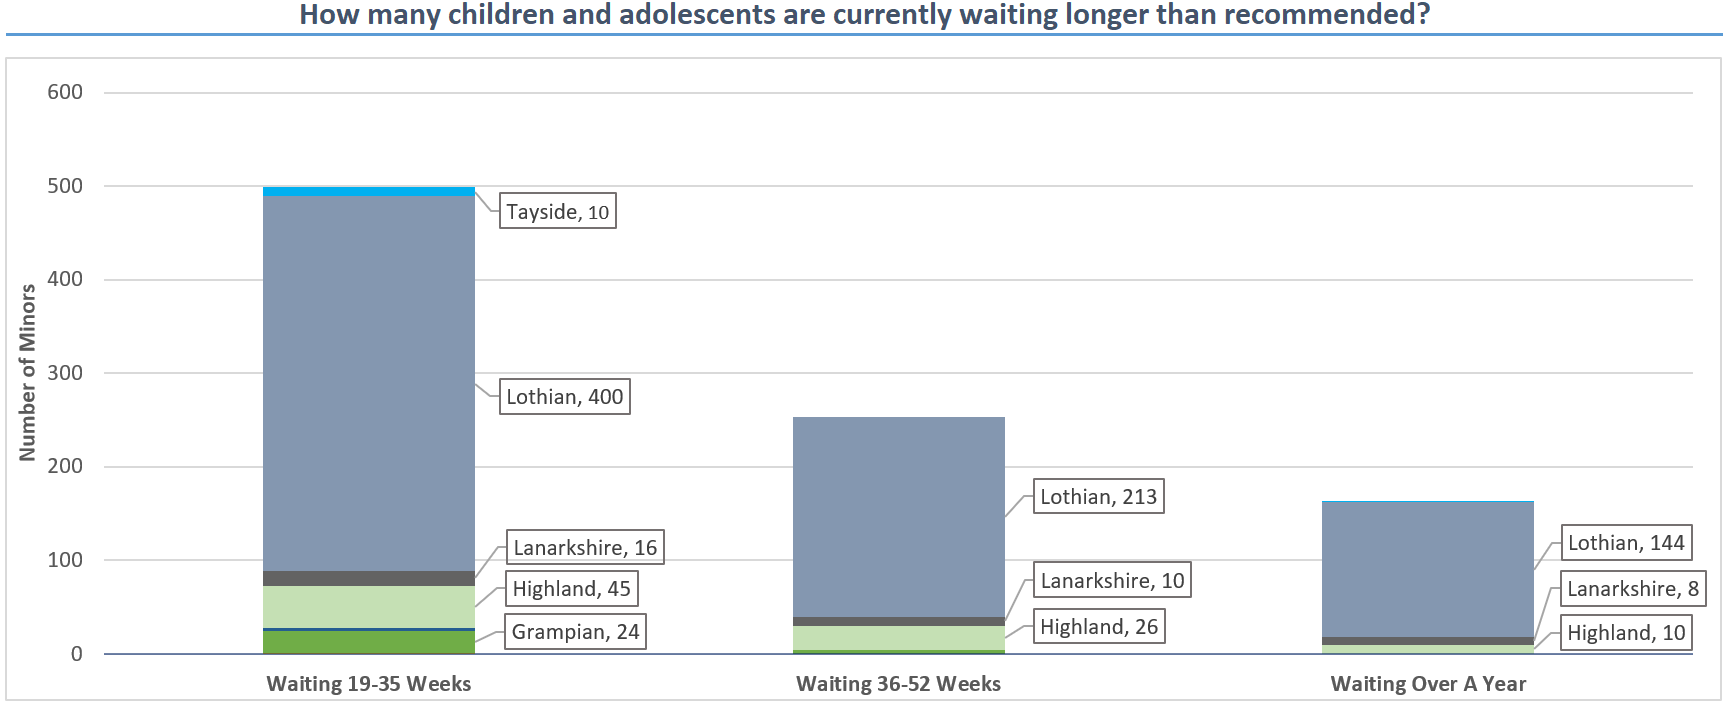 How many children and adolescents are currently waiting longer than recommended?
600
500
400
300
200
100
0
Number of Minors
Tayside, 10
Lothian, 400
Lanarkshire, 16
Highland, 45
Grampian, 24
Lothian, 213
Lanarkshire, 10
Highland, 26
Lothian, 144
Lanarkshire, 8
Highland, 10
Waiting 19-35 Weeks
Waiting 36-52 Weeks
Waiting Over A Year